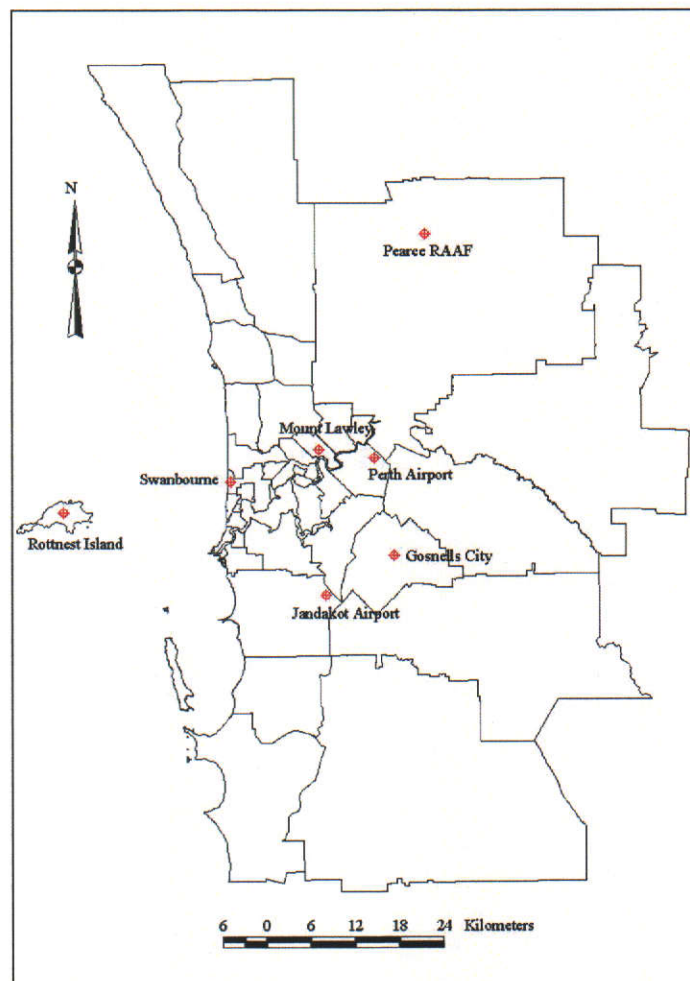 N
Pearce RAAF
Mount Lawley
Perth Airport
Swanbourne
Rottnest Island
Gosnells City
Jandakot Airport
6 0 6 12 18 24 Kilometers